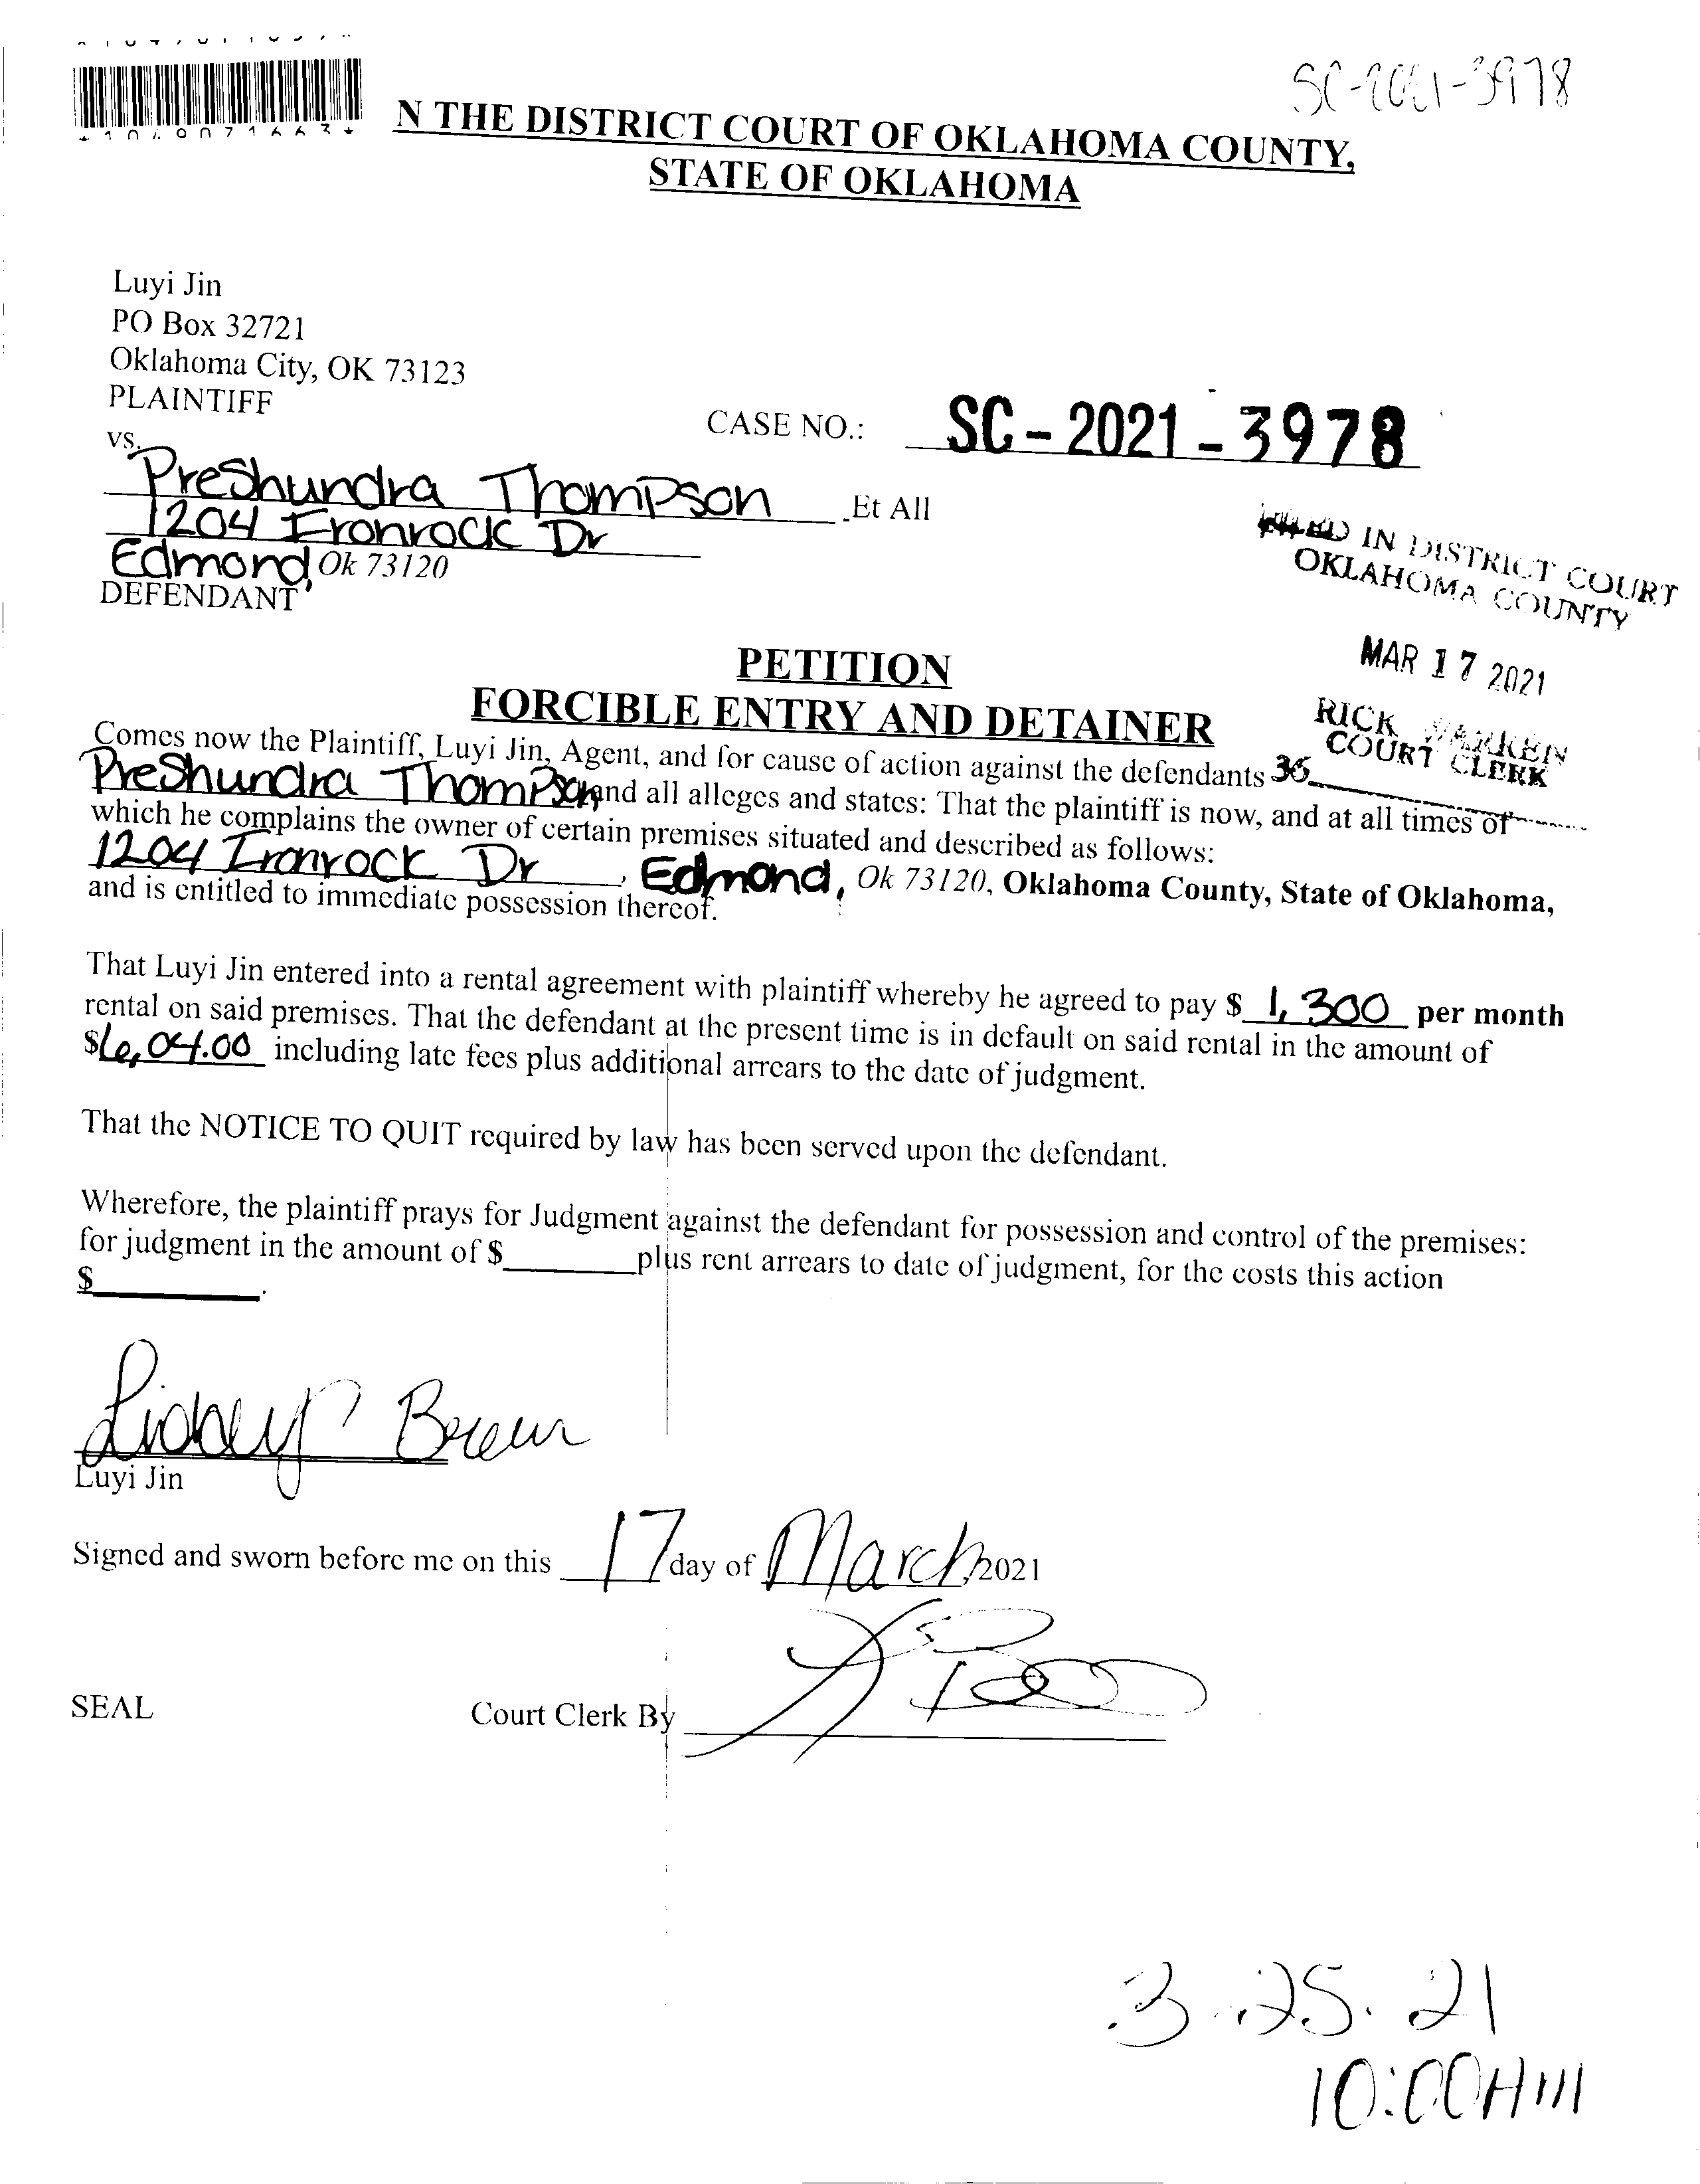 SC-2021-3978
N THE DISTRICT COURT OF OKLAHOMA COUNTY,
STATE OF OKLAHOMA
Luyi Jin
PO Box 32721
Oklahoma City, OK 73123
PLAINTIFF
vs.
CASE NO.: SC-2021-3978
Preshundra Thompson .Et All
1204 Ironrock Dr
Edmond, Ok 73120
DEFENDANT
FILED IN DISTRICT COURT
OKLAHOMA COUNTY
MAR 17 2021
RICK WARREN
COURT CLERK
36
PETITION
FORCIBLE ENTRY AND DETAINER
Comes now the Plaintiff, Luyi Jin, Agent, and for cause of action against the defendants
Preshundra Thompson and all alleges and states: That the plaintiff is now, and at all times of
which he complains the owner of certain premises situated and described as follows:
1204 Ironrock Dr , Edmond, Ok 73120, Oklahoma County, State of Oklahoma,
and is entitled to immediate possession thereof.
That Luyi Jin entered into a rental agreement with plaintiff whereby he agreed to pay $ 1,300 per month
rental on said premises. That the defendant at the present time is in default on said rental in the amount of
$6,04.00 including late fees plus additional arrears to the date of judgment.
That the NOTICE TO QUIT required by law has been served upon the defendant.
Wherefore, the plaintiff prays for Judgment against the defendant for possession and control of the premises:
for judgment in the amount of $________plus rent arrears to date of judgment, for the costs this action
$__________.
Luyi Jin
Signed and sworn before me on this 17 day of March, 2021
SEAL
Court Clerk By
3.25.21
10:00AM